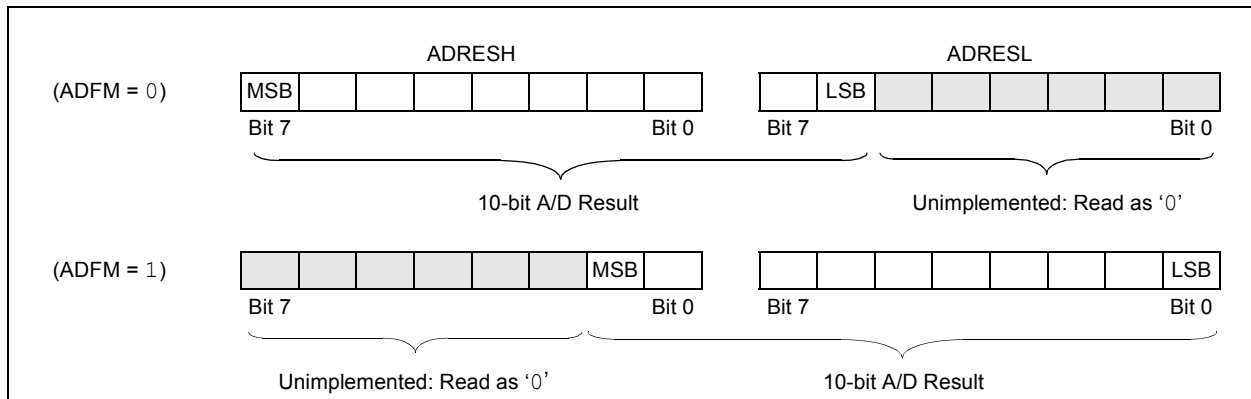 ADRESH ADRESL
(ADFM = 0) MSB LSB
Bit 7 Bit 0 Bit 7 Bit 0
10-bit A/D Result Unimplemented: Read as ‘0’
(ADFM = 1) MSB LSB
Bit 7 Bit 0 Bit 7 Bit 0
Unimplemented: Read as ‘0’ 10-bit A/D Result